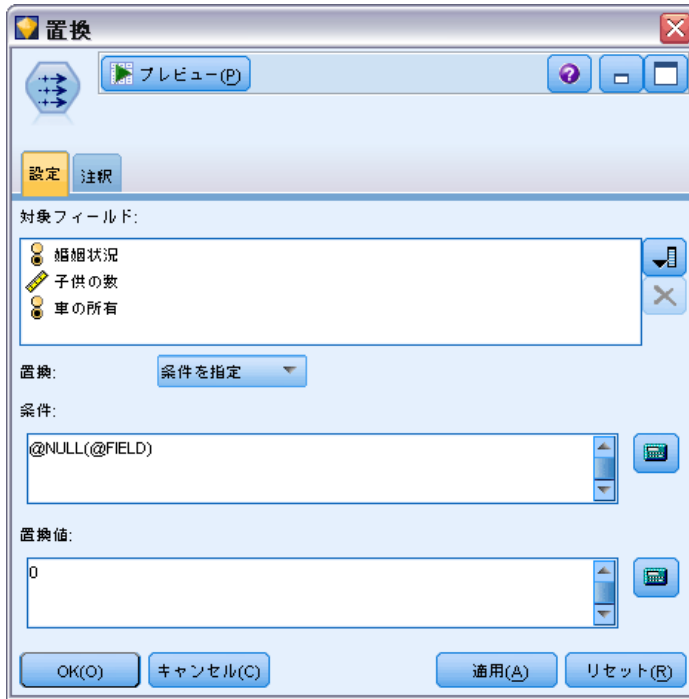 置換
プレビュー(P)
設定 注釈
対象フィールド:
婚姻状況
子供の数
車の所有
置換: 条件を指定
条件:
@NULL(@FIELD)
置換値:
0
OK(O) キャンセル(C) 適用(A) リセット(R)